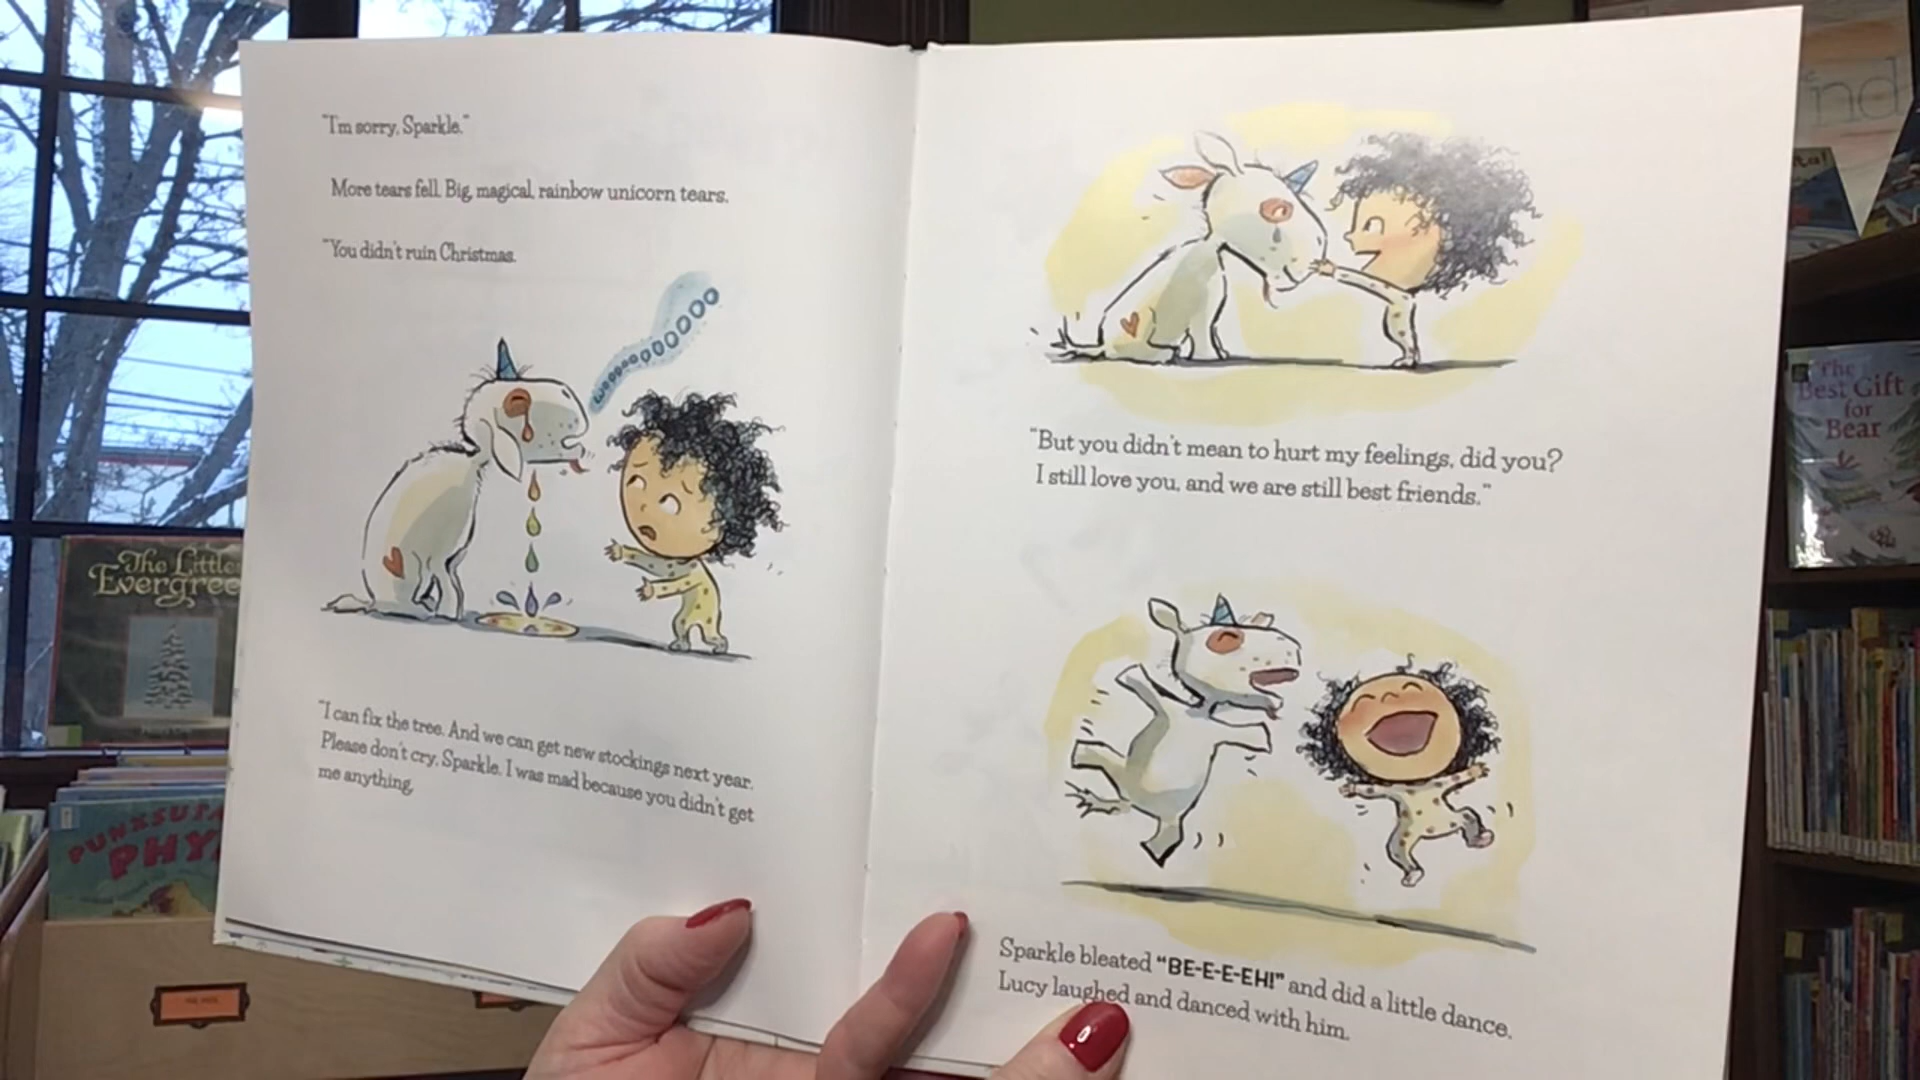 "I'm sorry, Sparkle."
More tears fell. Big, magical, rainbow unicorn tears.
"You didn't ruin Christmas.
"I can fix the tree. And we can get new stockings next year.
Please don't cry, Sparkle. I was mad because you didn't get
me anything.
"But you didn't mean to hurt my feelings, did you?
I still love you, and we are still best friends."
Sparkle bleated "BE-E-E-EH!" and did a little dance.
Lucy laughed and danced with him.
The Little
Evergree
PUNXSUTA
PHY
The
Best Gift
for
Bear
nd